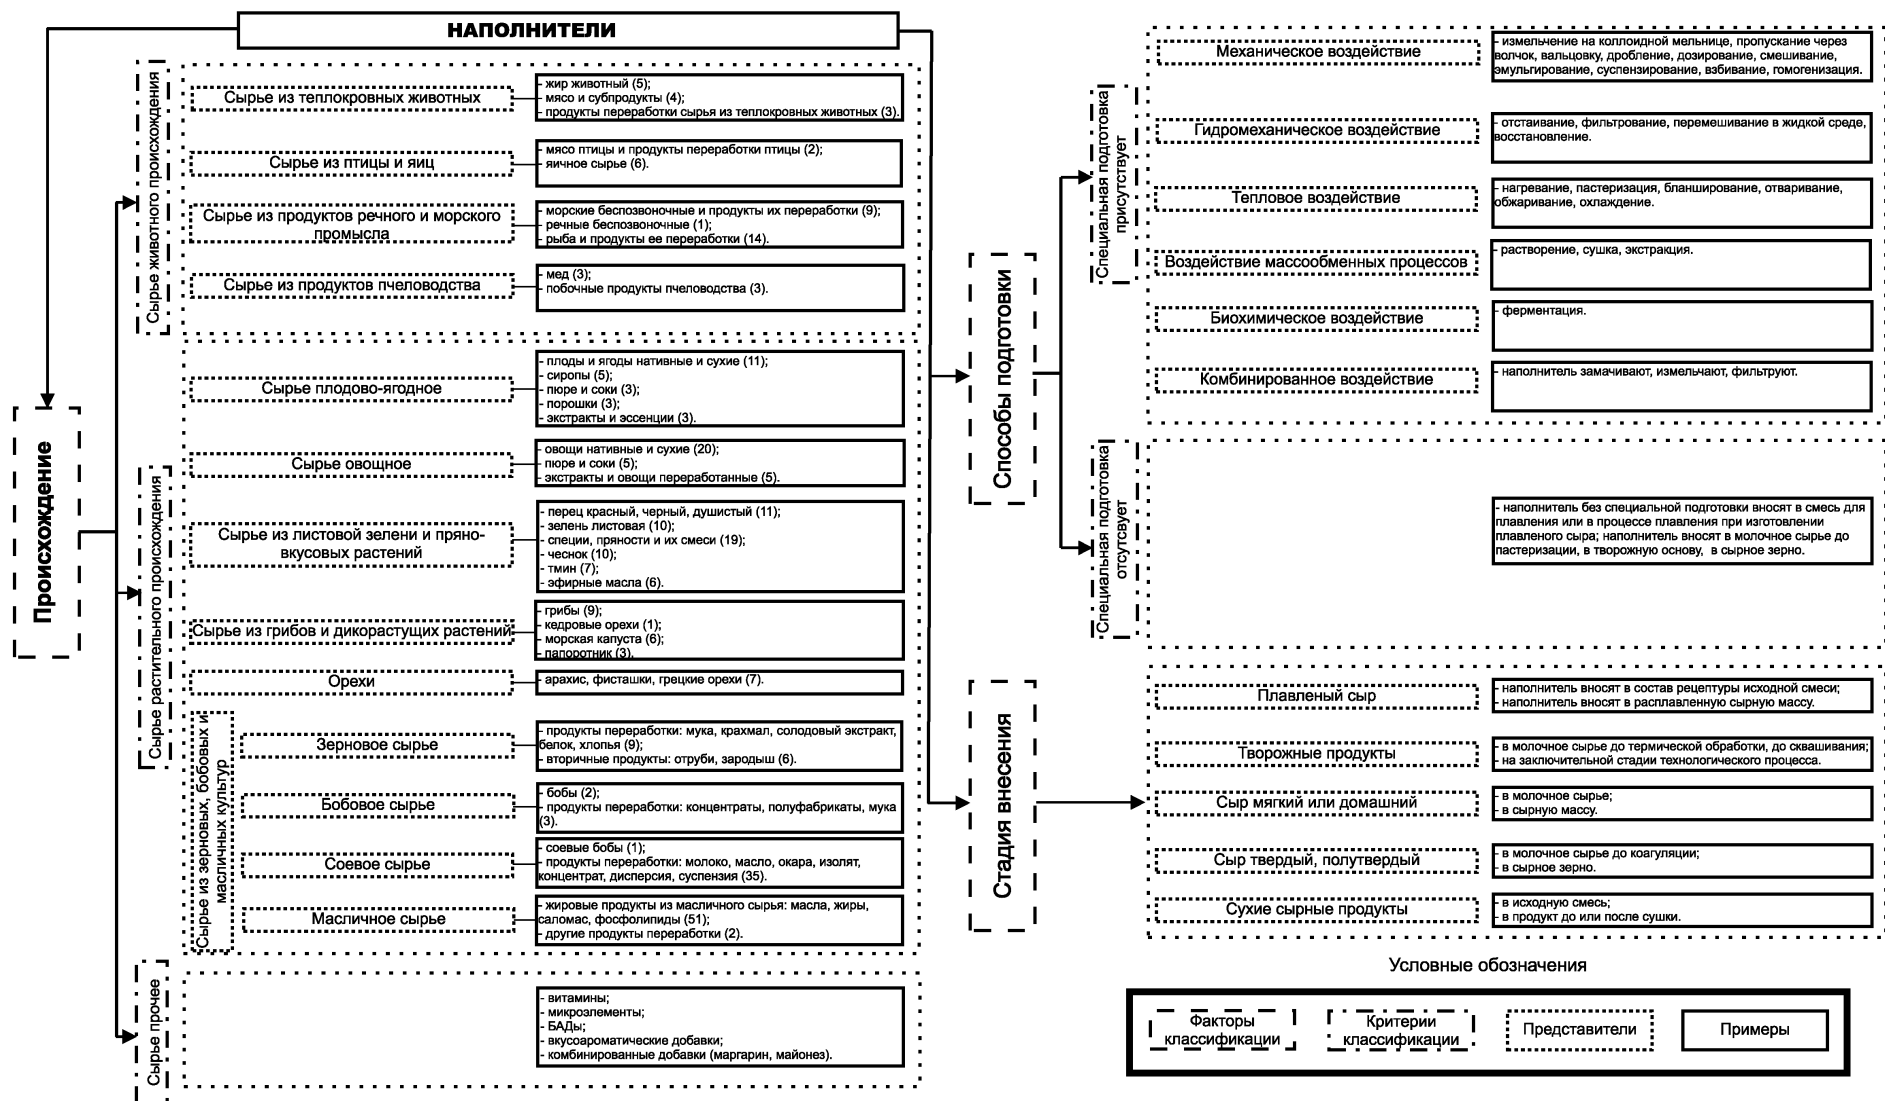 НАПОЛНИТЕЛИ
Происхождение
Сырье животного происхождения
Сырье из теплокровных животных
- жир животный (5);
- мясо и субпродукты (4);
- продукты переработки сырья из теплокровных животных (3).
Сырье из птицы и яиц
- мясо птицы и продукты переработки птицы (2);
- яичное сырье (6).
Сырье из продуктов речного и морского
промысла
- морские беспозвоночные и продукты их переработки (9);
- речные беспозвоночные (1);
- рыба и продукты ее переработки (14).
Сырье из продуктов пчеловодства
- мед (3);
- побочные продукты пчеловодства (3).
Сырье растительного происхождения
Сырье плодово-ягодное
- плоды и ягоды нативные и сухие (11);
- сиропы (5);
- пюре и соки (3);
- порошки (3);
- экстракты и эссенции (3).
Сырье овощное
- овощи нативные и сухие (20);
- пюре и соки (5);
- экстракты и овощи переработанные (5).
Сырье из листовой зелени и пряно-
вкусовых растений
- перец красный, черный, душистый (11);
- зелень листовая (10);
- специи, пряности и их смеси (19);
- чеснок (10);
- тмин (7);
- эфирные масла (6).
Сырье из грибов и дикорастущих растений
- грибы (9);
- кедровые орехи (1);
- морская капуста (6);
- папоротник (3).
Орехи
- арахис, фисташки, грецкие орехи (7).
Сырье из зерновых, бобовых и
масличных культур
Зерновое сырье
- продукты переработки: мука, крахмал, солодовый экстракт,
белок, хлопья (9);
- вторичные продукты: отруби, зародыш (6).
Бобовое сырье
- бобы (2);
- продукты переработки: концентраты, полуфабрикаты, мука
(3).
Соевое сырье
- соевые бобы (1);
- продукты переработки: молоко, масло, окара, изолят,
концентрат, дисперсия, суспензия (35).
Масличное сырье
- жировые продукты из масличного сырья: масла, жиры,
саломас, фосфолипиды (51);
- другие продукты переработки (2).
Сырье прочее
- витамины;
- микроэлементы;
- БАДы;
- вкусоароматические добавки;
- комбинированные добавки (маргарин, майонез).
Способы подготовки
Специальная подготовка
присутствует
Механическое воздействие
- измельчение на коллоидной мельнице, пропускание через
волчок, вальцовку, дробление, дозирование, смешивание,
эмульгирование, суспензирование, взбивание, гомогенизация.
Гидромеханическое воздействие
- отстаивание, фильтрование, перемешивание в жидкой среде,
восстановление.
Тепловое воздействие
- нагревание, пастеризация, бланширование, отваривание,
обжаривание, охлаждение.
Воздействие массообменных процессов
- растворение, сушка, экстракция.
Биохимическое воздействие
- ферментация.
Комбинированное воздействие
- наполнитель замачивают, измельчают, фильтруют.
Специальная подготовка
отсутсвует
- наполнитель без специальной подготовки вносят в смесь для
плавления или в процессе плавления при изготовлении
плавленого сыра; наполнитель вносят в молочное сырье до
пастеризации, в творожную основу, в сырное зерно.
Стадия внесения
Плавленый сыр
- наполнитель вносят в состав рецептуры исходной смеси;
- наполнитель вносят в расплавленную сырную массу.
Творожные продукты
- в молочное сырье до термической обработки, до сквашивания;
- на заключительной стадии технологического процесса.
Сыр мягкий или домашний
- в молочное сырье;
- в сырную массу.
Сыр твердый, полутвердый
- в молочное сырье до коагуляции;
- в сырное зерно.
Сухие сырные продукты
- в исходную смесь;
- в продукт до или после сушки.
Условные обозначения
Факторы
классификации
Критерии
классификации
Представители
Примеры